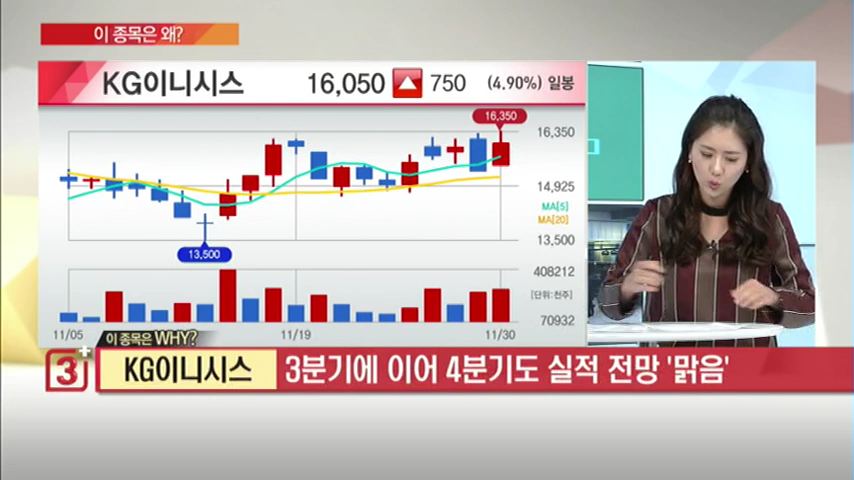 이 종목은 왜?
KG이니시스 16,050 750 (4.90%) 일봉
16,350
16,350
14,925
MA[5]
MA[20]
13,500
13,500
408212
[단위:천주]
70932
11/05 11/19 11/30
이 종목은 WHY?
3+ KG이니시스 3분기에 이어 4분기도 실적 전망 '맑음'